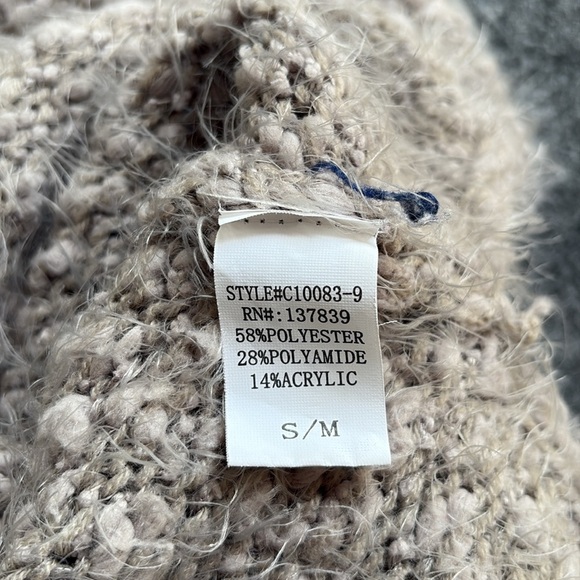 STYLE#C10083-9
RN#:137839
58%POLYESTER
28%POLYAMIDE
14%ACRYLIC
S/M